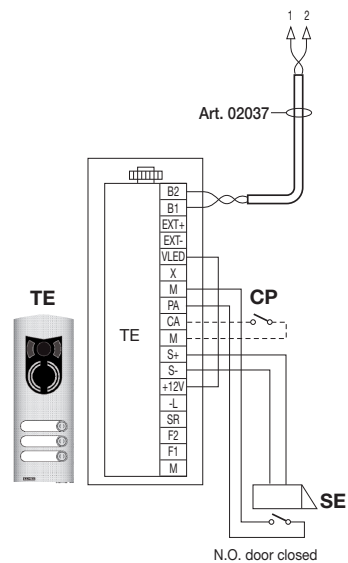 1 2
Art. 02037
B2
B1
EXT+
EXT-
VLED
X
M
PA
CA
M
S+
S-
+12V
-L
SR
F2
F1
M
TE
TE
CP
SE
N.O. door closed